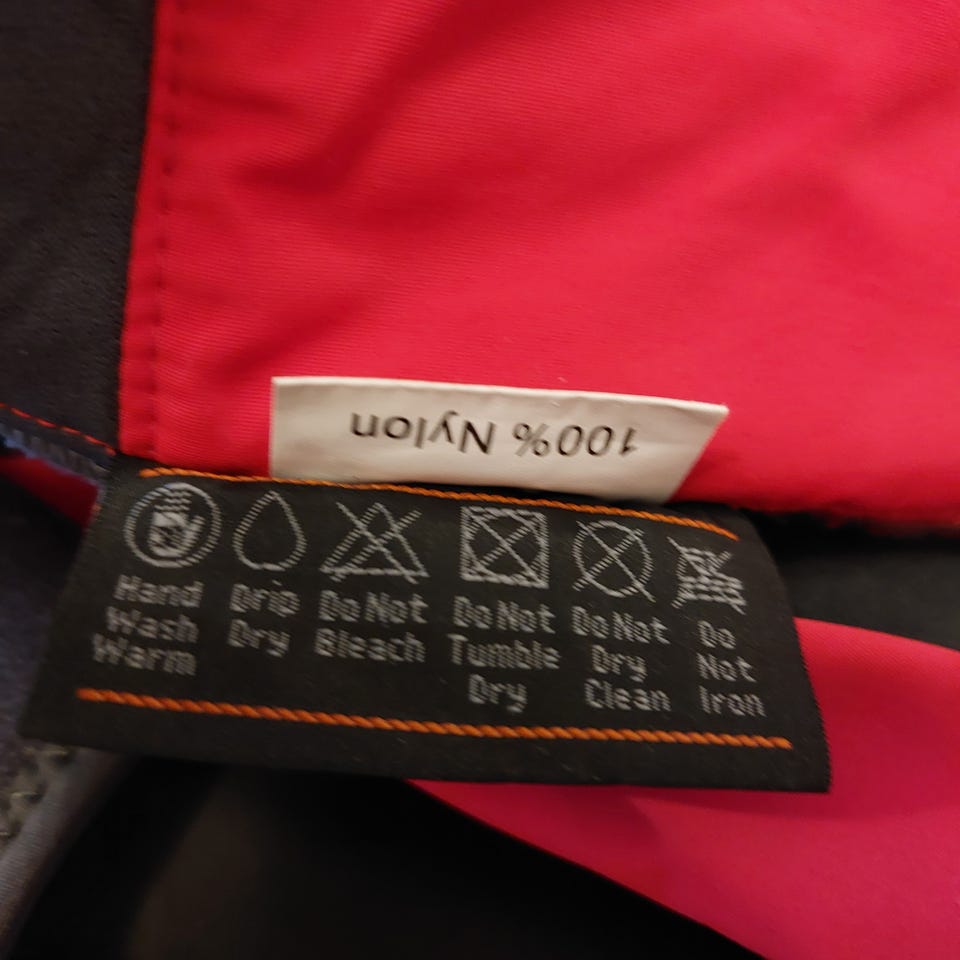 100% Nylon
Hand
Wash
Warm
Drip
Dry
Do Not
Bleach
Do Not
Tumble
Dry
Do Not
Dry
Clean
Do
Not
Iron